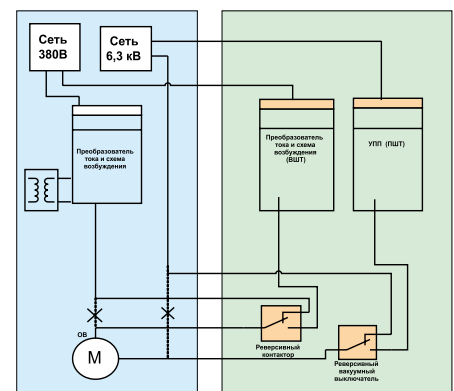 Сеть
380В
Сеть
6,3 кВ
Преобразователь
тока и схема
возбуждения
Преобразователь
тока и схема
возбуждения
(ВШТ)
УПП (ПШТ)
ОВ
М
Реверсивный
контактор
Реверсивный
вакуумный
выключатель